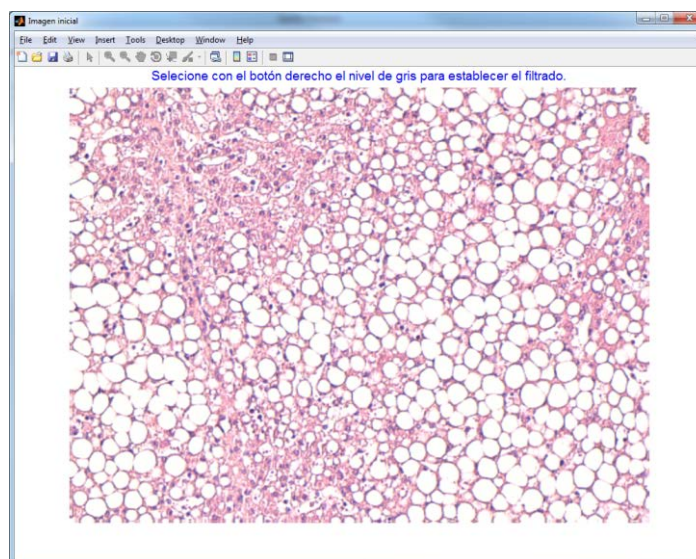 Imagen inicial
File Edit View Insert Tools Desktop Window Help
Selecione con el botón derecho el nivel de gris para establecer el filtrado.